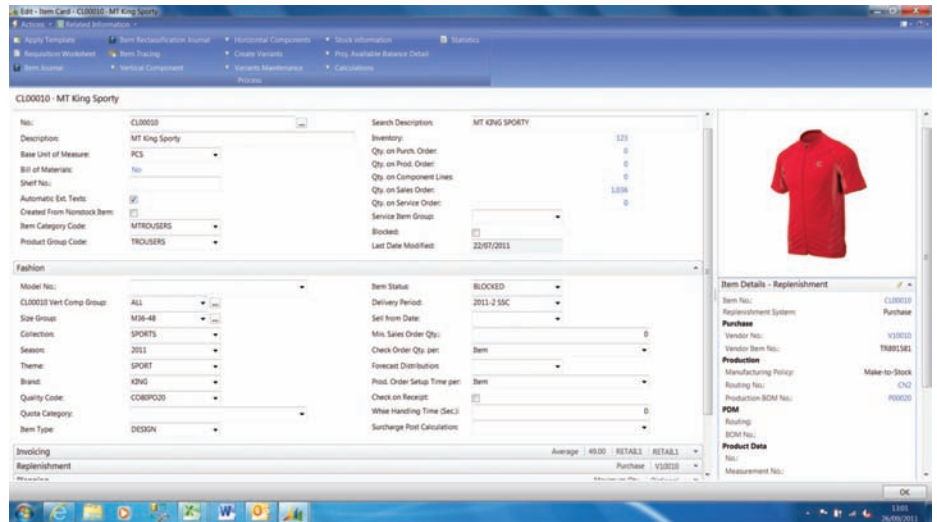 Edit - Item Card - CL00010 - MT King Sporty
Actions Related Information
Apply Template Item Reclassification Journal Horizontal Components Stock Information Statistics
Requisition Worksheet Item Tracing Create Variants Proj. Available Balance Detail
Item Journal Vertical Component Variants Maintenance Calculations
Process
CL00010 · MT King Sporty
No.: CL00010 ... Search Description: MT KING SPORTY
Description: MT King Sporty Inventory: 123
Base Unit of Measure: PCS Qty. on Purch. Order: 0
Bill of Materials: No Qty. on Prod. Order: 0
Shelf No.: Qty. on Component Lines: 0
Automatic Ext. Texts: Qty. on Sales Order: 1,036
Created From Nonstock Item: Qty. on Service Order: 0
Item Category Code: MTROUSERS Service Item Group:
Product Group Code: TROUSERS Blocked:
Last Date Modified: 22/07/2011
Fashion
Model No.: Item Status: BLOCKED
CL00010 Vert Comp Group: ALL ... Delivery Period: 2011-2 SSC
Size Group: M36-48 ... Sell from Date:
Collection: SPORTS Min. Sales Order Qty.: 0
Season: 2011 Check Order Qty. per: Item
Theme: SPORT Forecast Distribution:
Brand: KING Prod. Order Setup Time per: Item
Quality Code: CO80PO20 Check on Receipt:
Quota Category: Whse Handling Time (Sec.): 0
Item Type: DESIGN Surcharge Post Calculation:
Invoicing Average 49.00 RETAIL1 RETAIL1
Replenishment Purchase V10010
Item Details - Replenishment
Item No.: CL00010
Replenishment System: Purchase
Purchase
Vendor No.: V10010
Vendor Item No.: TR801581
Production
Manufacturing Policy: Make-to-Stock
Routing No.: CN2
Production BOM No.: P00020
PDM
Routing:
BOM No.:
Product Data
No.:
Measurement No.:
OK
13:01
26/09/2011